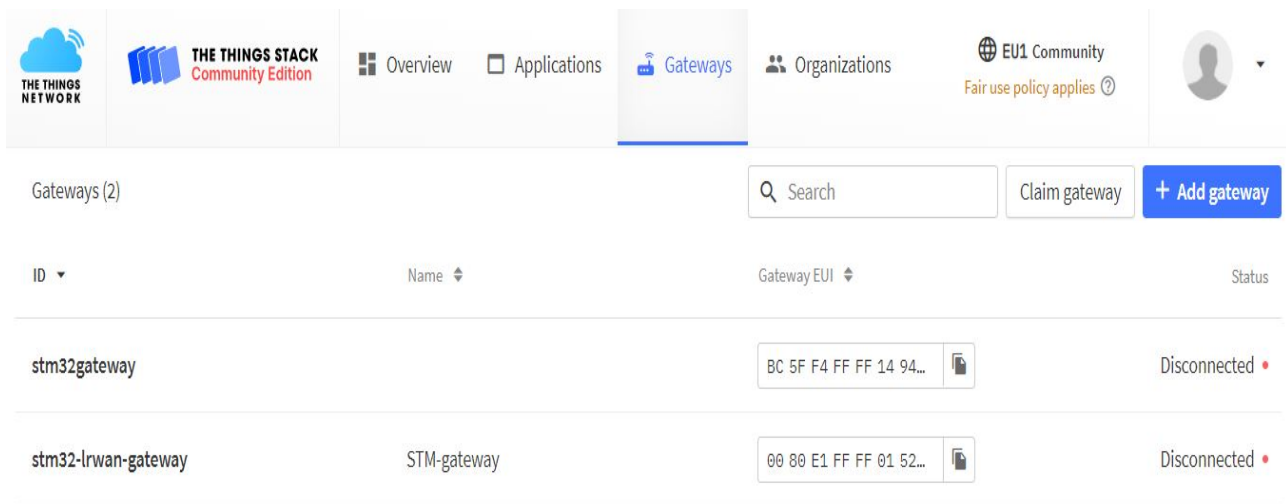 THE THINGS
NETWORK
THE THINGS STACK
Community Edition
Overview
Applications
Gateways
Organizations
EU1 Community
Fair use policy applies ?
Gateways (2)
Search
Claim gateway
+ Add gateway
ID
Name
Gateway EUI
Status
stm32gateway
BC 5F F4 FF FF 14 94…
Disconnected
stm32-lrwan-gateway
STM-gateway
00 80 E1 FF FF 01 52…
Disconnected